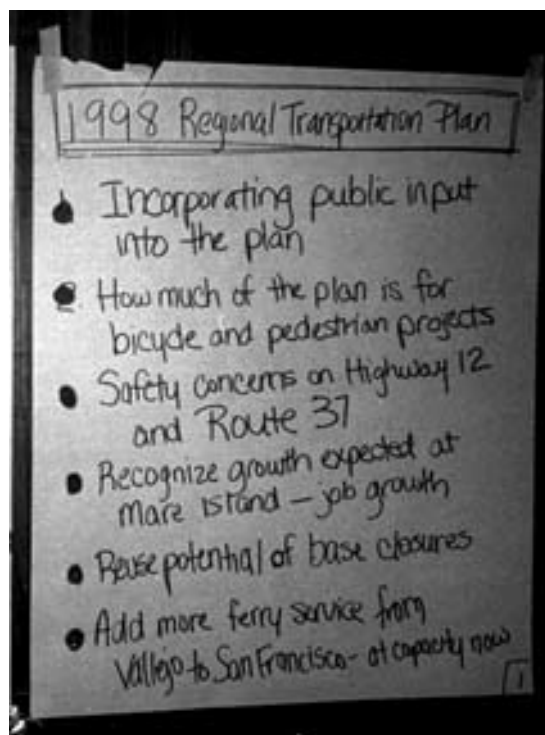 1998 Regional Transportation Plan
• Incorporating public input
into the plan
• How much of the plan is for
bicycle and pedestrian projects
• Safety concerns on Highway 12
and Route 37
• Recognize growth expected at
Mare island – job growth
• Reuse potential of base closures
• Add more ferry service from
Vallejo to San Francisco - at capacity now
1